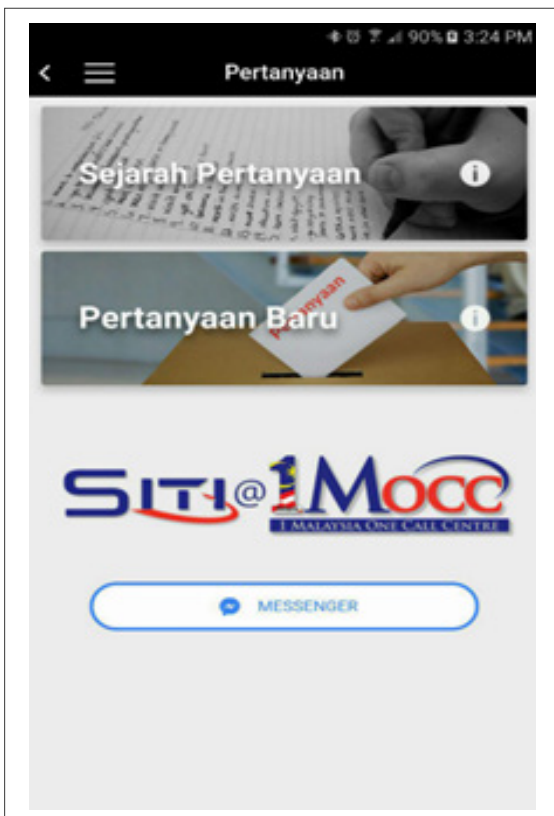 90% 3:24 PM
Pertanyaan
Sejarah Pertanyaan
Pertanyaan
Pertanyaan Baru
SITI@1MOCC
1 MALAYSIA ONE CALL CENTRE
MESSENGER